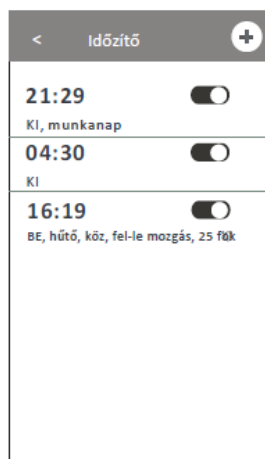 < Időzítő +
21:29
KI, munkanap
04:30
KI
16:19
BE, hűtő, köz, fel-le mozgás, 25 fok